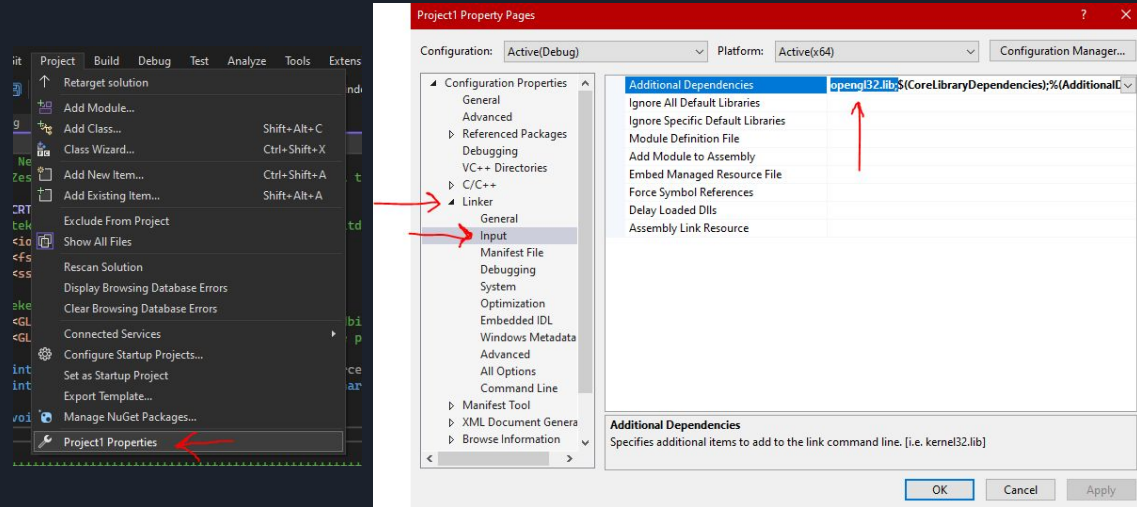 Project Build Debug Test Analyze Tools Extens
Retarget solution
Add Module...
Add Class... Shift+Alt+C
Class Wizard... Ctrl+Shift+X
Add New Item... Ctrl+Shift+A
Add Existing Item... Shift+Alt+A
Exclude From Project
Show All Files
Rescan Solution
Display Browsing Database Errors
Clear Browsing Database Errors
Connected Services
Configure Startup Projects...
Set as Startup Project
Export Template...
Manage NuGet Packages...
Project1 Properties
Project1 Property Pages
Configuration: Active(Debug) Platform: Active(x64) Configuration Manager...
Configuration Properties
General
Advanced
Referenced Packages
Debugging
VC++ Directories
C/C++
Linker
General
Input
Manifest File
Debugging
System
Optimization
Embedded IDL
Windows Metadata
Advanced
All Options
Command Line
Manifest Tool
XML Document Genera
Browse Information
Additional Dependencies opengl32.lib;$(CoreLibraryDependencies);%(AdditionalD
Ignore All Default Libraries
Ignore Specific Default Libraries
Module Definition File
Add Module to Assembly
Embed Managed Resource File
Force Symbol References
Delay Loaded Dlls
Assembly Link Resource
Additional Dependencies
Specifies additional items to add to the link command line. [i.e. kernel32.lib]
OK Cancel Apply